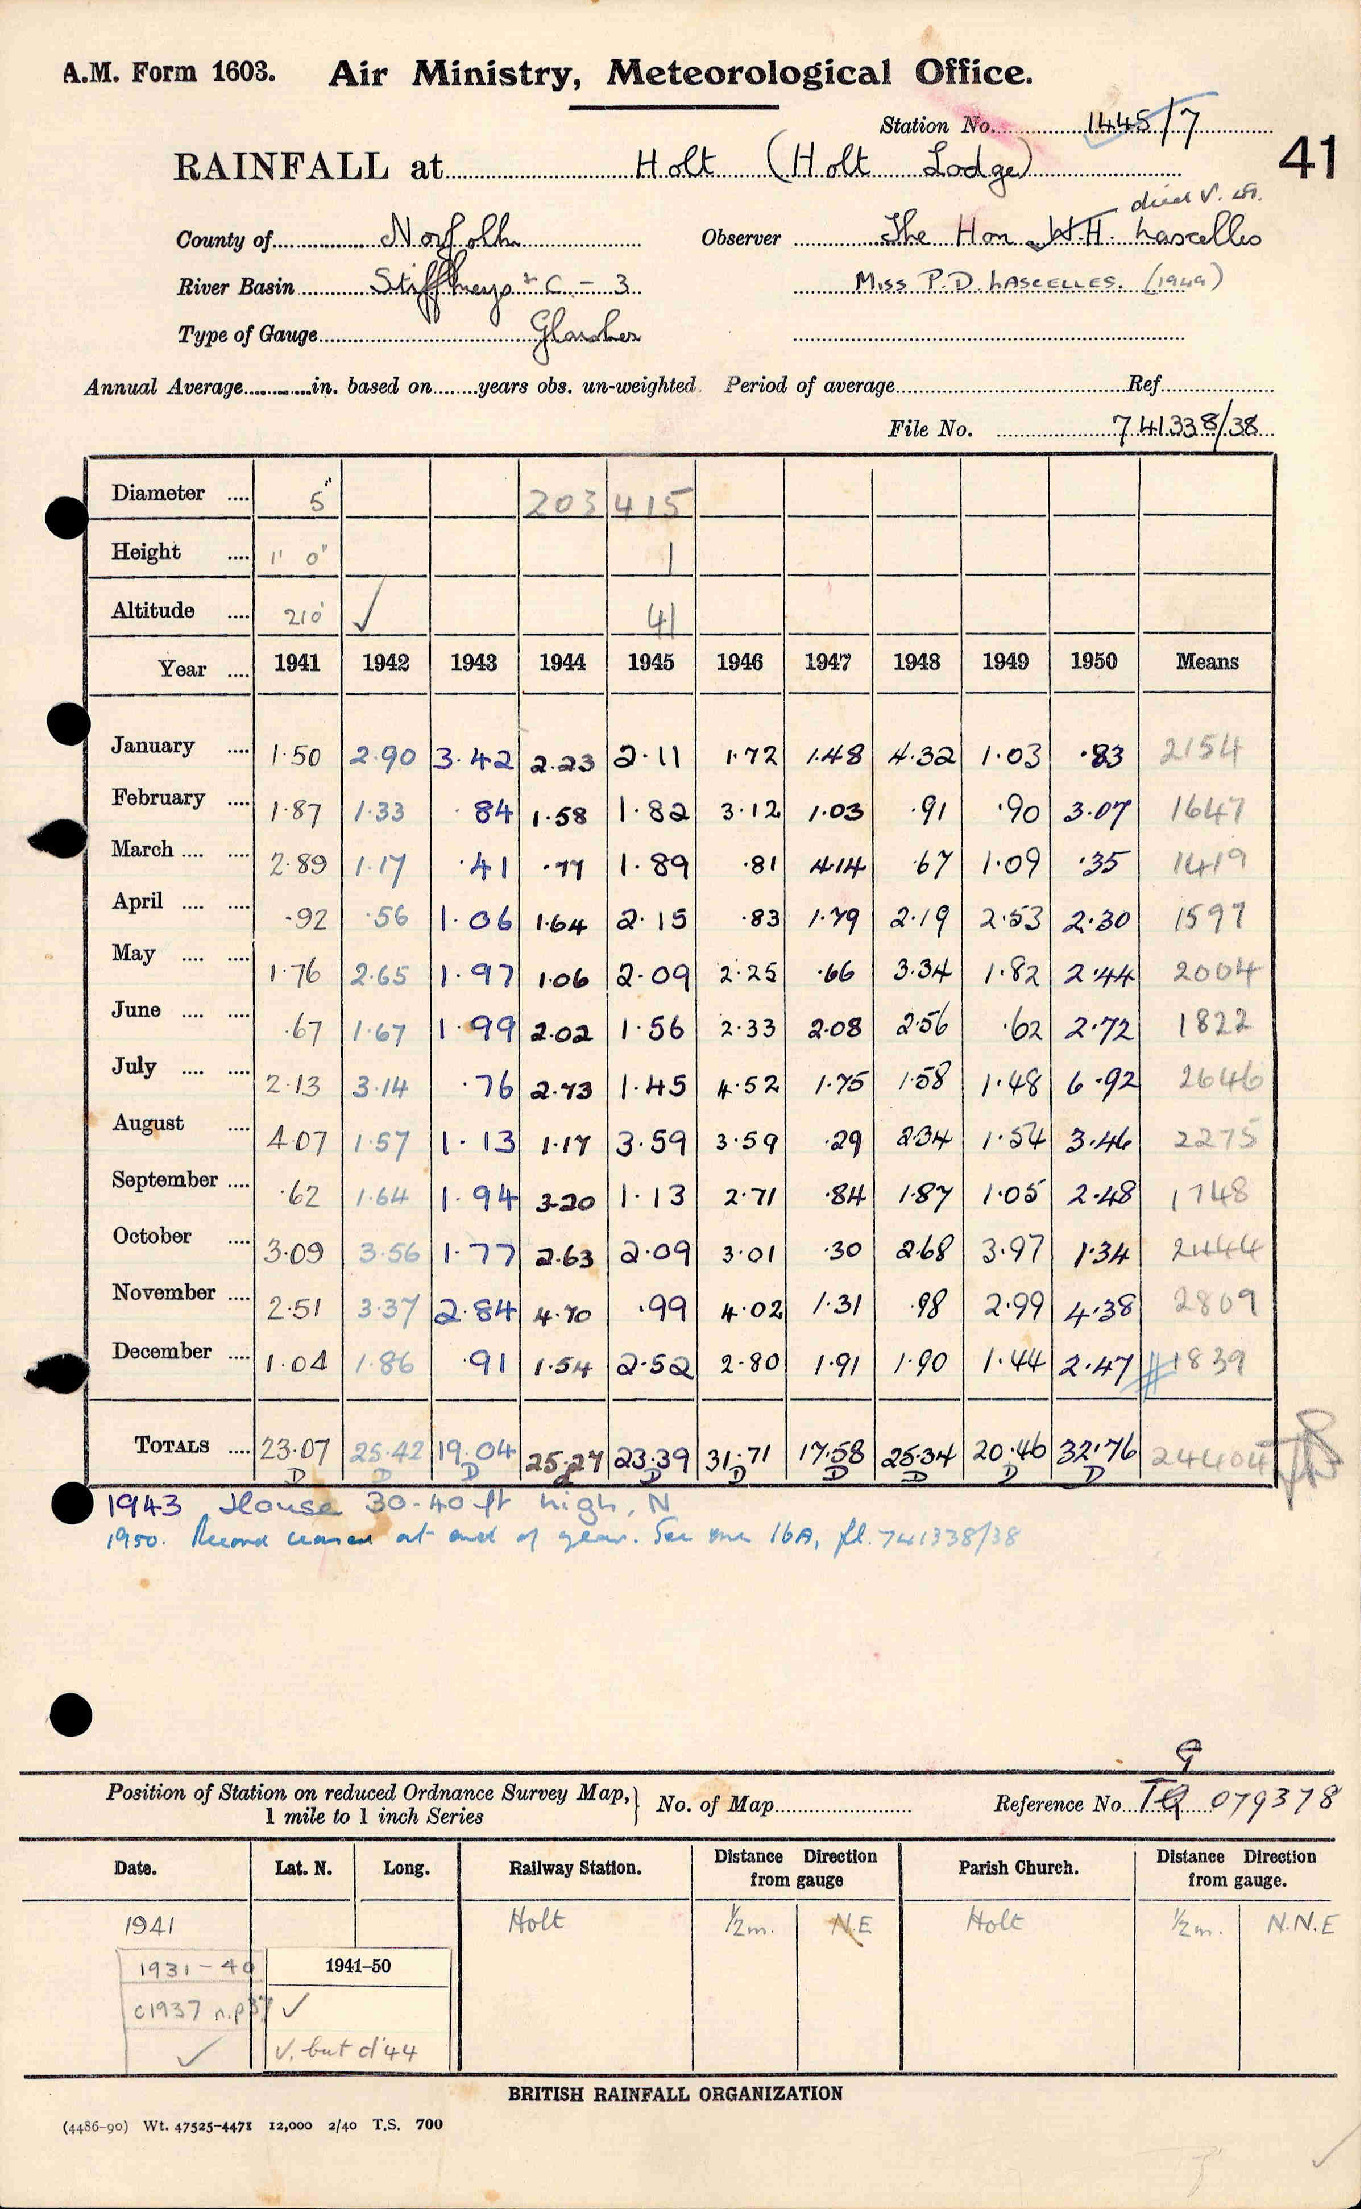 A.M. Form 1603. Air Ministry, Meteorological Office.
Station No. 1445/7
41
RAINFALL at Holt (Holt Lodge)
died
County of Norfolk Observer The Hon W.H. Lascelles
River Basin Stiffkey & C - 3 Miss P.D. LASCELLES. (1949)
Type of Gauge Glaisher
Annual Average in. based on years obs. un-weighted Period of average Ref
File No. 741338/38
Diameter 5" 203 415
Height 1' 0" 1
Altitude 210' ✓ 41
Year 1941 1942 1943 1944 1945 1946 1947 1948 1949 1950 Means
January 1.50 2.90 3.42 2.23 2.11 1.72 1.48 4.32 1.03 .83 2154
February 1.87 1.33 .84 1.58 1.82 3.12 1.03 .91 .90 3.07 1647
March 2.89 1.17 .41 .77 1.89 .81 4.14 .67 1.09 .35 1419
April .92 .56 1.06 1.64 2.15 .83 1.79 2.19 2.53 2.30 1597
May 1.76 2.65 1.97 1.06 2.09 2.25 .66 3.34 1.82 2.44 2004
June .67 1.67 1.99 2.02 1.56 2.33 2.08 2.56 .62 2.72 1822
July 2.13 3.14 .76 2.73 1.45 4.52 1.75 1.58 1.48 6.92 2646
August 4.07 1.57 1.13 1.17 3.59 3.59 .29 2.34 1.54 3.46 2275
September .62 1.64 1.94 3.20 1.13 2.71 .84 1.87 1.05 2.48 1748
October 3.09 3.56 1.77 2.63 2.09 3.01 .30 2.68 3.97 1.34 2444
November 2.51 3.37 2.84 4.70 .99 4.02 1.31 .98 2.99 4.38 2809
December 1.04 1.86 .91 1.54 2.52 2.80 1.91 1.90 1.44 2.47 1839
TOTALS 23.07 25.42 19.04 25.27 23.39 31.71 17.58 25.34 20.46 32.76 24404
D D D D D D D D D
1943 House 30-40 ft high, N
1950. Record ceased at end of year. See 16A, fl. 741338/38
G
Position of Station on reduced Ordnance Survey Map, 1 mile to 1 inch Series No. of Map Reference No. TQ 079378
Date. Lat. N. Long. Railway Station. Distance Direction from gauge Parish Church. Distance Direction from gauge.
1941 Holt ½m. N.E Holt ½m. N.N.E
1931-40 1941-50
c1937 n.p37 ✓
✓ v. but d'44
BRITISH RAINFALL ORGANIZATION
(4486-90) Wt. 47525-4471 12,000 2/40 T.S. 700